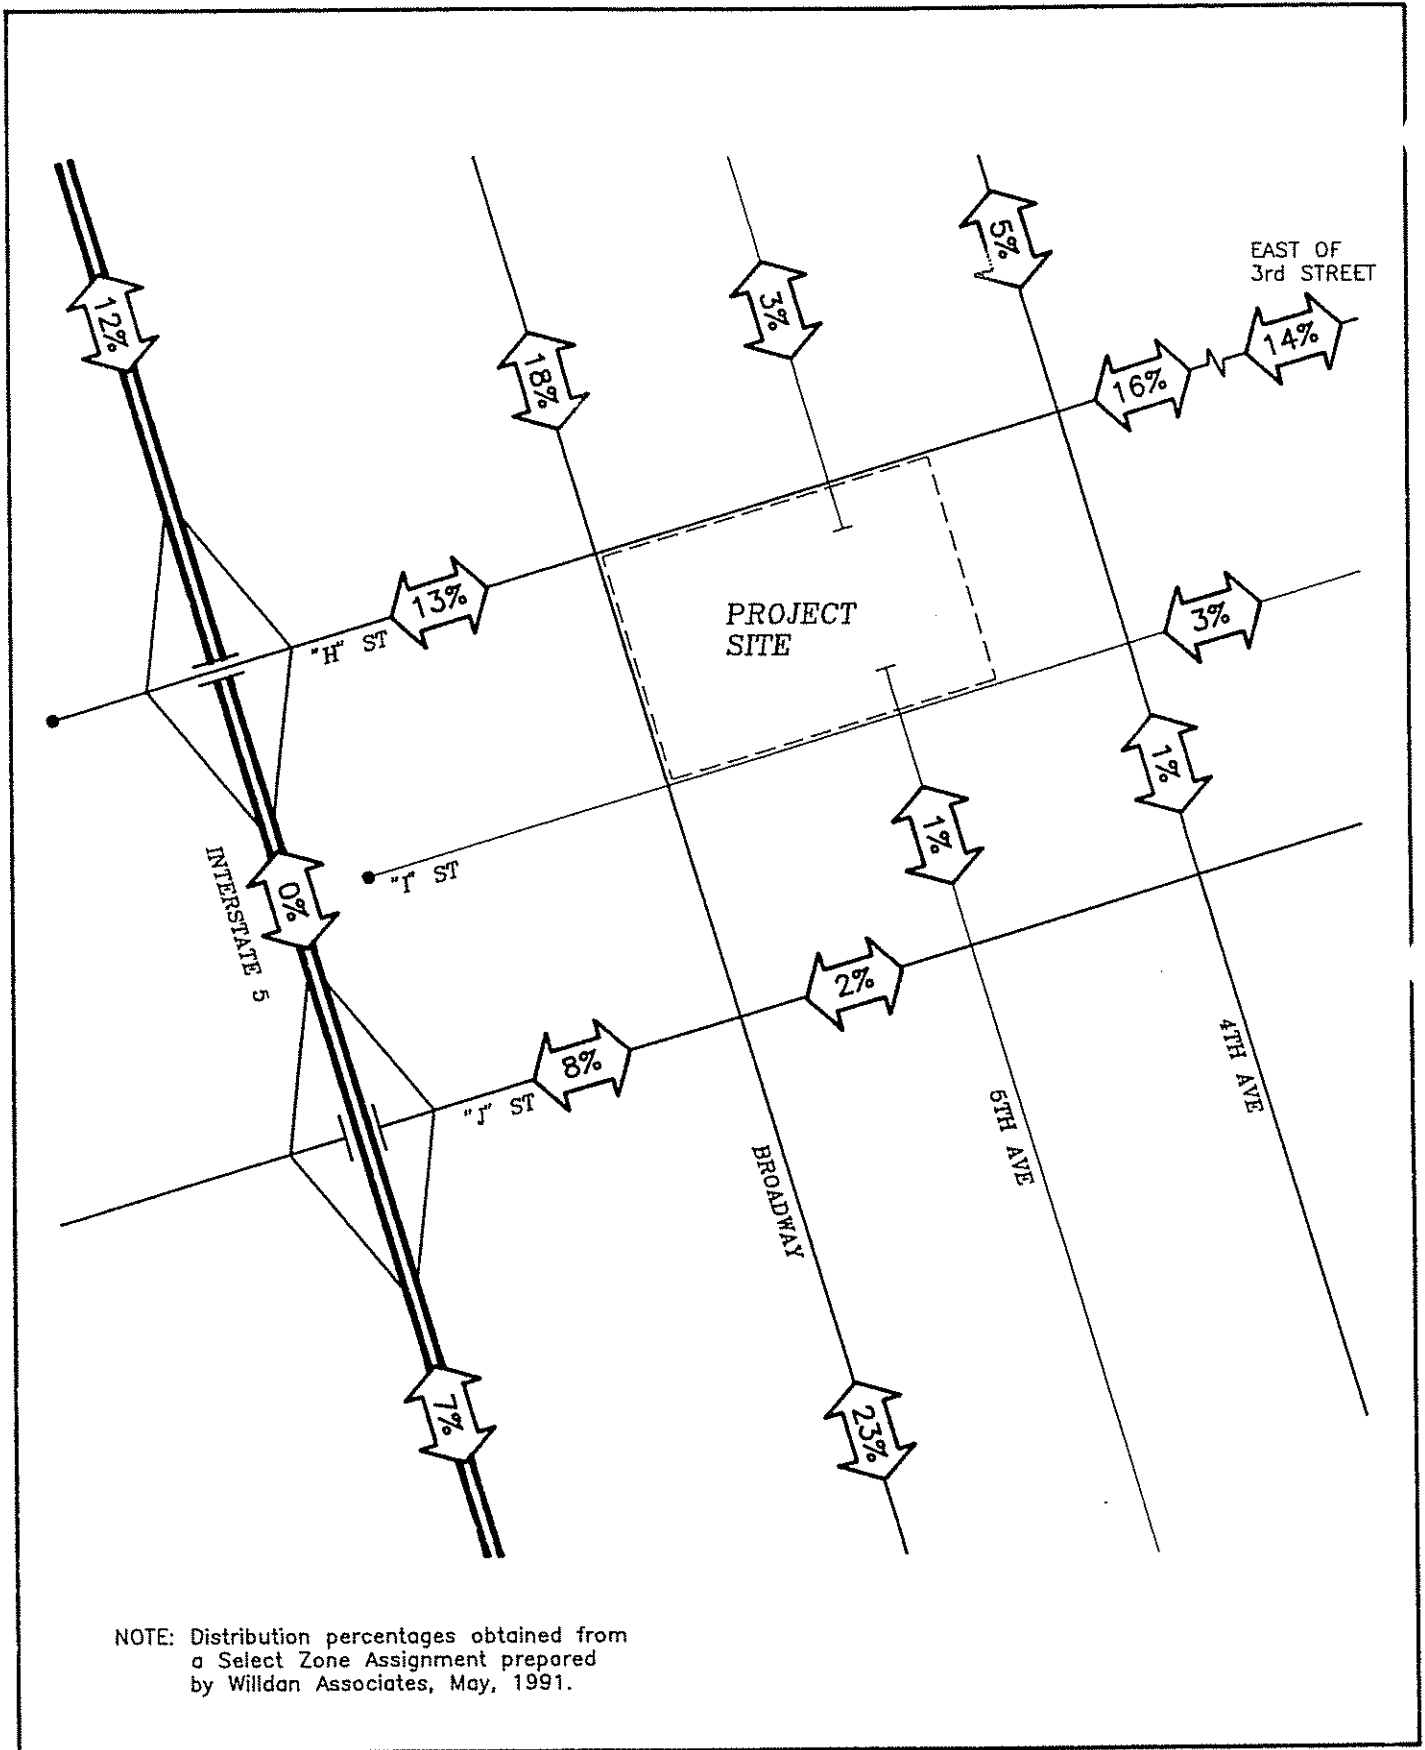 5%
EAST OF
3rd STREET
12%
3%
14%
18%
16%
13%
"H" ST
PROJECT
SITE
3%
1%
1%
"I" ST
INTERSTATE 5
0%
2%
8%
"J" ST
4TH AVE
5TH AVE
BROADWAY
7%
23%
NOTE: Distribution percentages obtained from
a Select Zone Assignment prepared
by Willdan Associates, May, 1991.